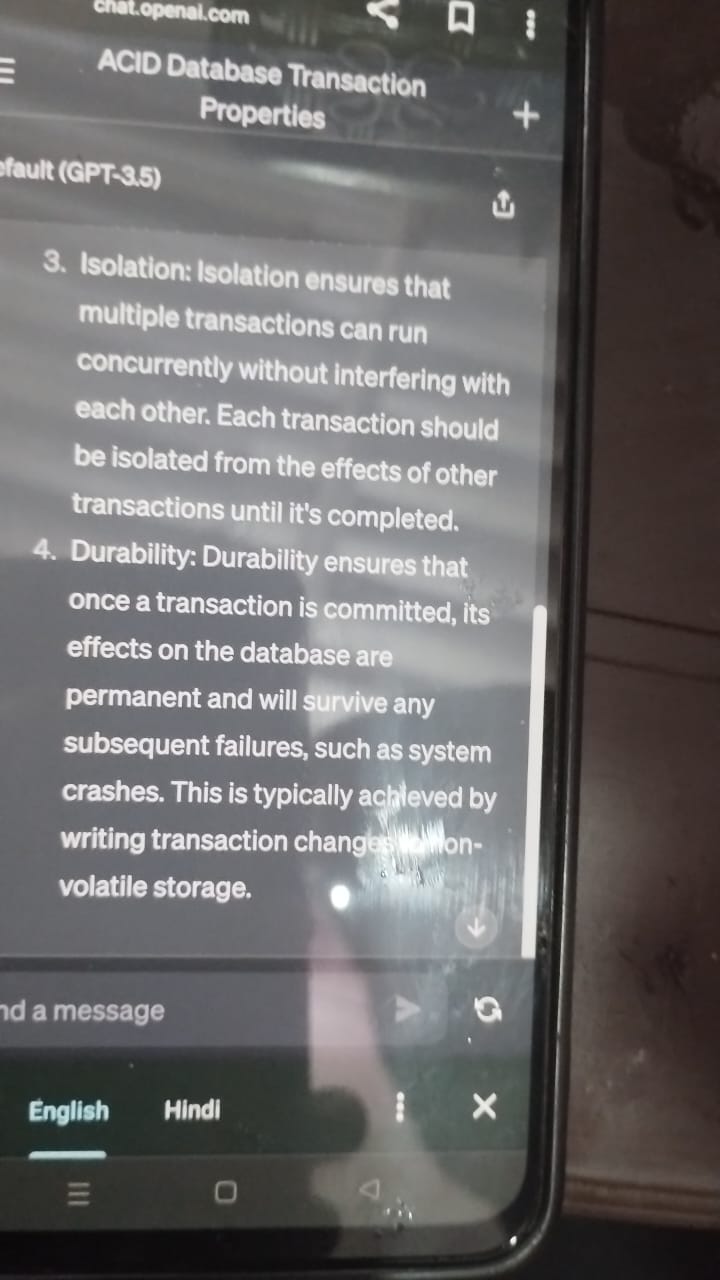 chat.openai.com
ACID Database Transaction
Properties
(GPT-3.5)
3. Isolation: Isolation ensures that
multiple transactions can run
concurrently without interfering with
each other. Each transaction should
be isolated from the effects of other
transactions until it's completed.
4. Durability: Durability ensures that
once a transaction is committed, its
effects on the database are
permanent and will survive any
subsequent failures, such as system
crashes. This is typically achieved by
writing transaction changes
volatile storage.
a message
English Hindi